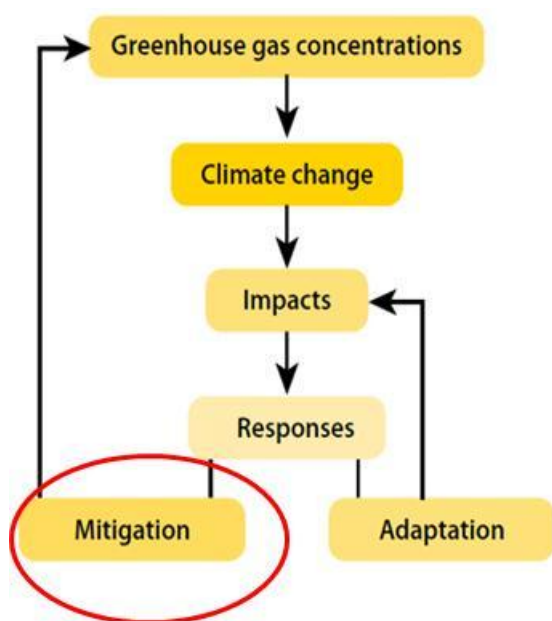 Greenhouse gas concentrations
Climate change
Impacts
Responses
Mitigation
Adaptation